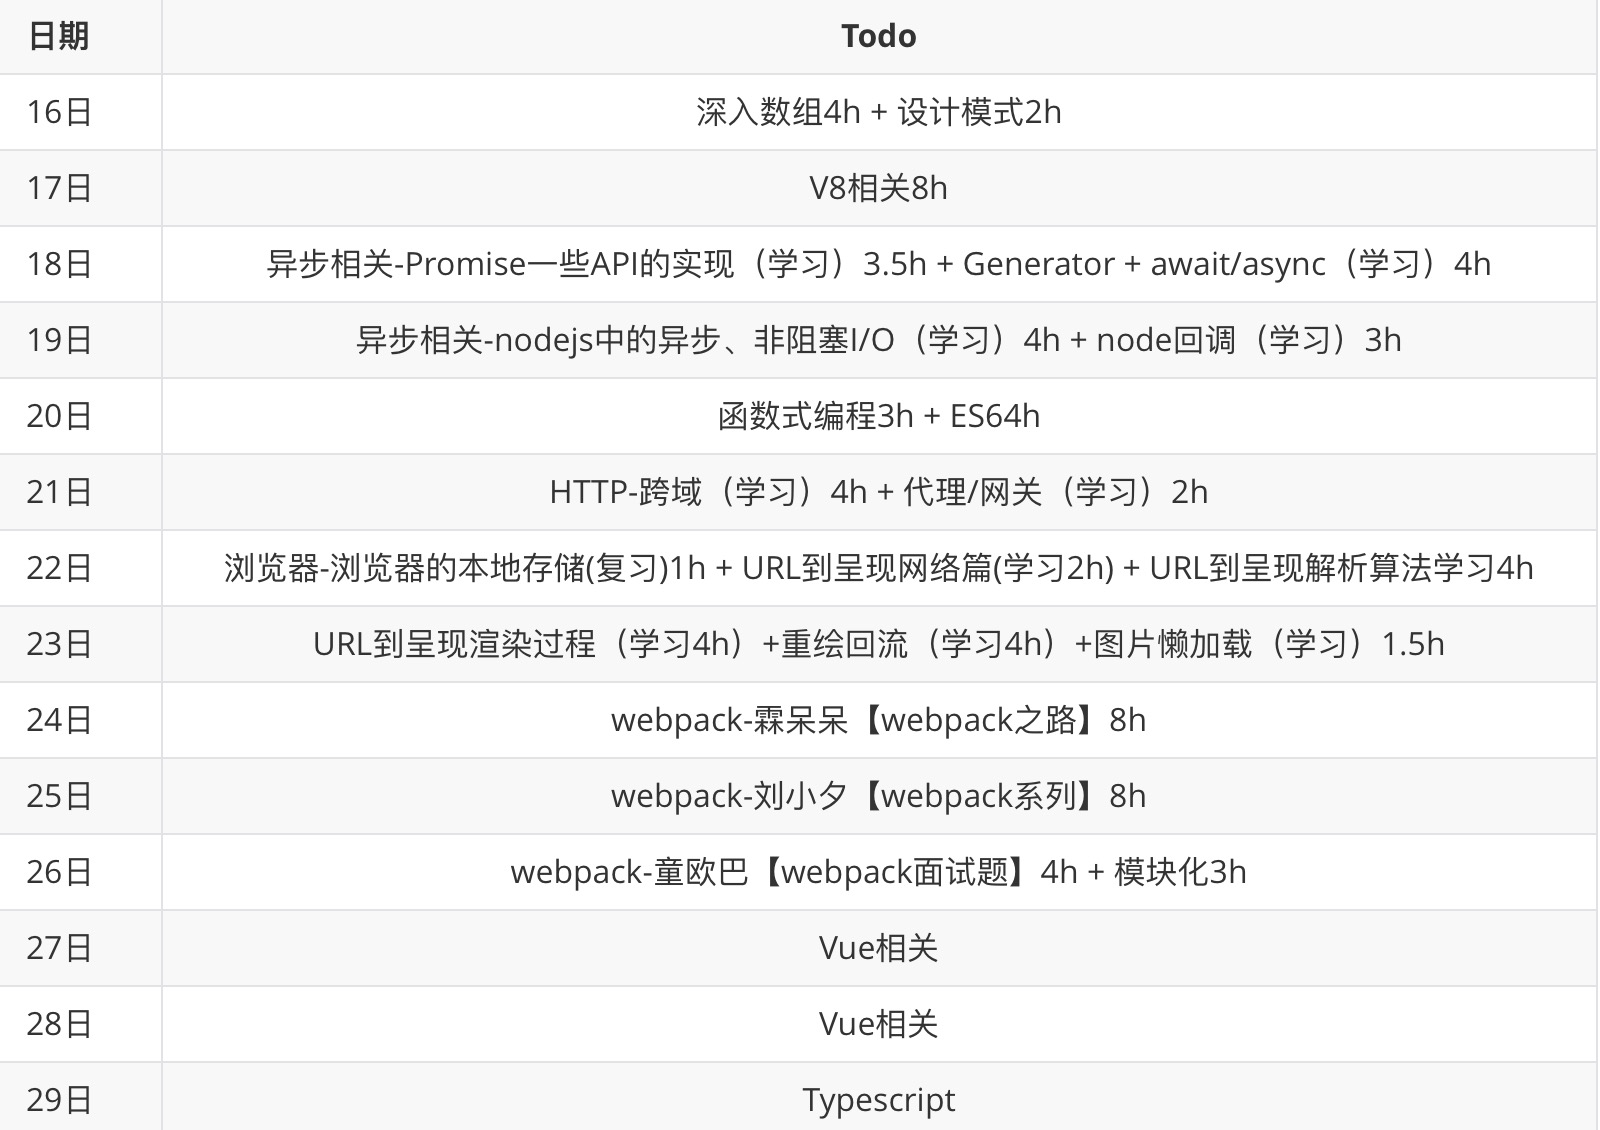 日期 Todo
16日 深入数组4h + 设计模式2h
17日 V8相关8h
18日 异步相关-Promise一些API的实现（学习）3.5h + Generator + await/async（学习）4h
19日 异步相关-nodejs中的异步、非阻塞I/O（学习）4h + node回调（学习）3h
20日 函数式编程3h + ES64h
21日 HTTP-跨域（学习）4h + 代理/网关（学习）2h
22日 浏览器-浏览器的本地存储(复习)1h + URL到呈现网络篇(学习2h) + URL到呈现解析算法学习4h
23日 URL到呈现渲染过程（学习4h）+重绘回流（学习4h）+图片懒加载（学习）1.5h
24日 webpack-霖呆呆【webpack之路】8h
25日 webpack-刘小夕【webpack系列】8h
26日 webpack-童欧巴【webpack面试题】4h + 模块化3h
27日 Vue相关
28日 Vue相关
29日 Typescript